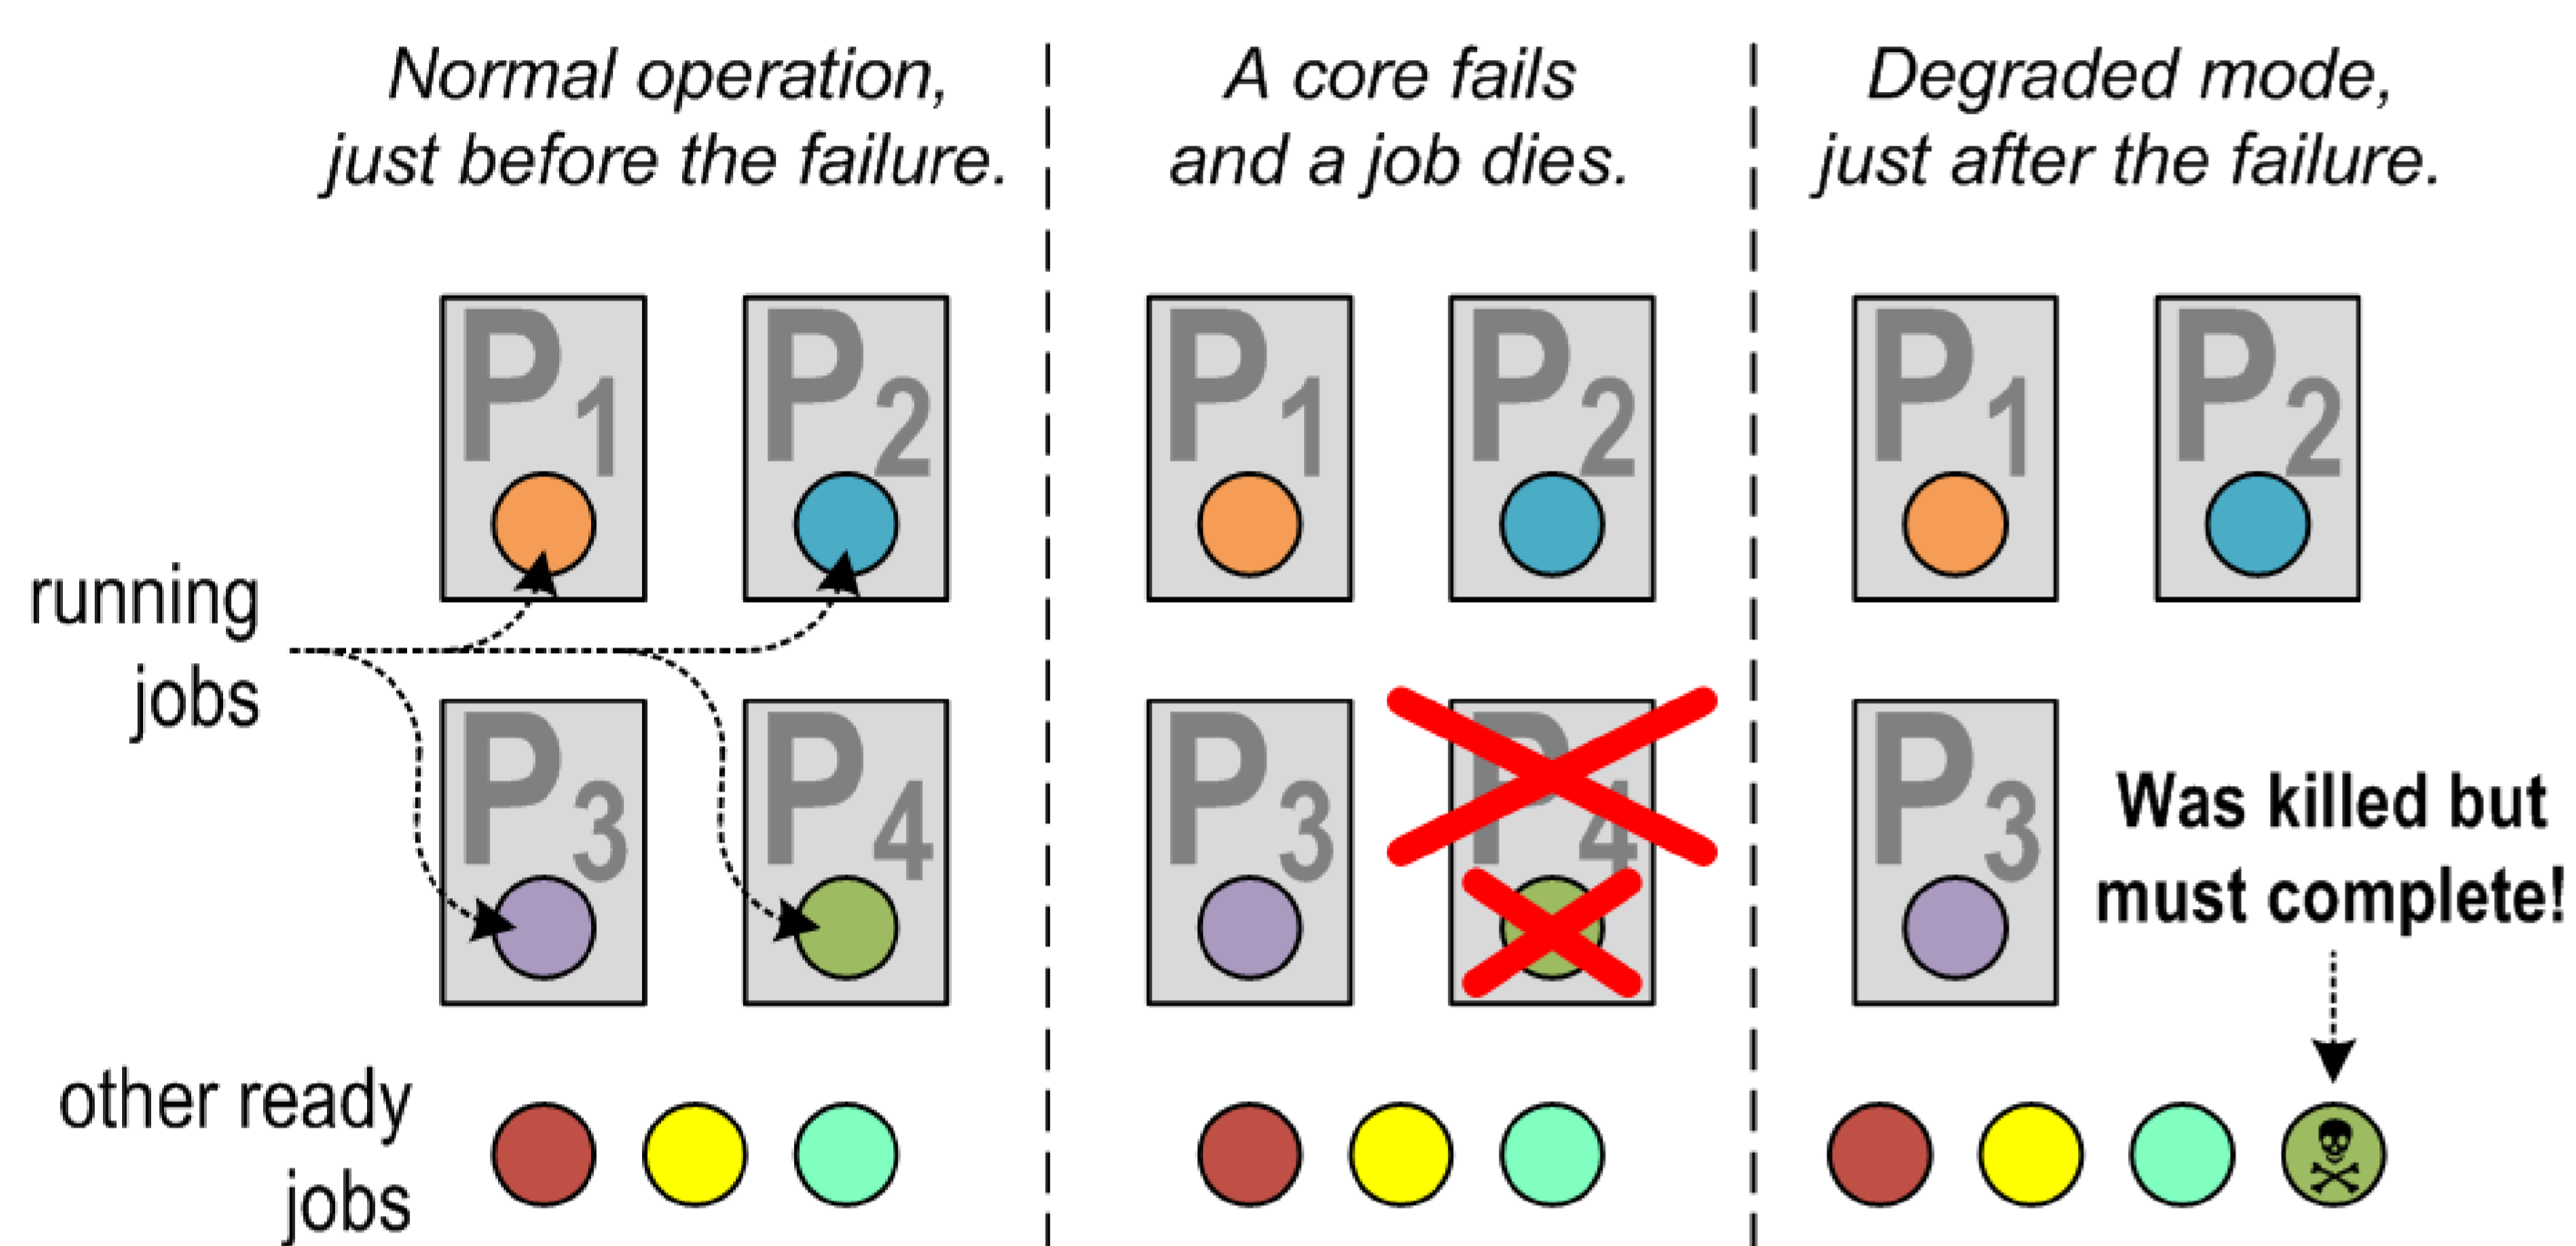 Normal operation,
just before the failure.
A core fails
and a job dies.
Degraded mode,
just after the failure.
P1
P2
P1
P2
P1
P2
running
jobs
P3
P4
P3
P4
P3
Was killed but
must complete!
other ready
jobs